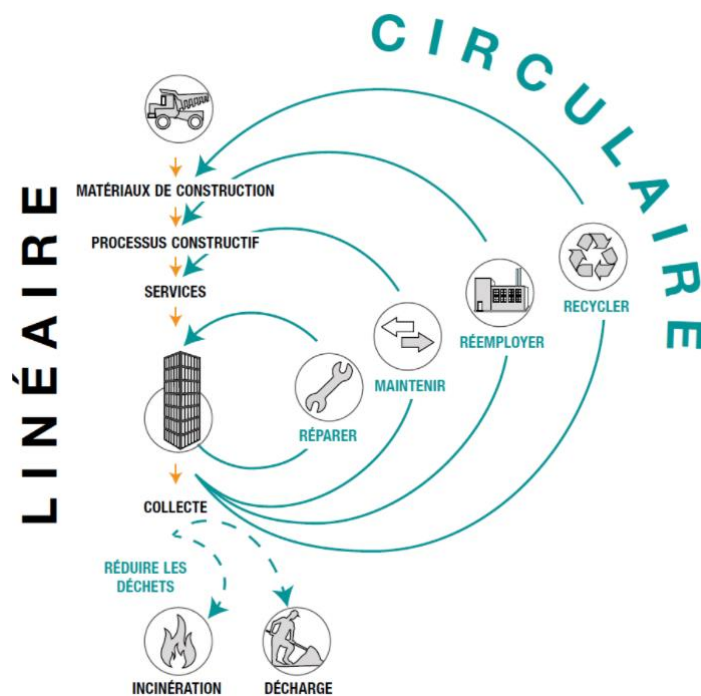 CIRCULAIRE
LINÉAIRE
MATÉRIAUX DE CONSTRUCTION
PROCESSUS CONSTRUCTIF
SERVICES
RECYCLER
RÉEMPLOYER
MAINTENIR
RÉPARER
COLLECTE
RÉDUIRE LES
DÉCHETS
INCINÉRATION
DÉCHARGE